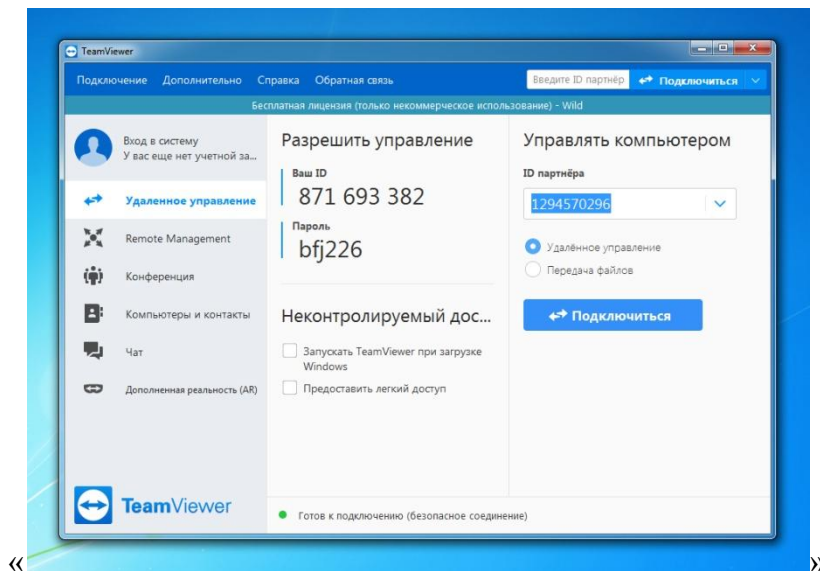 TeamViewer
Подключение Дополнительно Справка Обратная связь Введите ID партнёр Подключиться
Бесплатная лицензия (только некоммерческое использование) - Wild
Вход в систему
У вас еще нет учетной за...
Удаленное управление
Remote Management
Конференция
Компьютеры и контакты
Чат
Дополненная реальность (AR)
TeamViewer
Разрешить управление
Ваш ID
871 693 382
Пароль
bfj226
Неконтролируемый дос...
Запускать TeamViewer при загрузке
Windows
Предоставить легкий доступ
Управлять компьютером
ID партнёра
1294570296
Удалённое управление
Передача файлов
Подключиться
Готов к подключению (безопасное соединение)
«
»